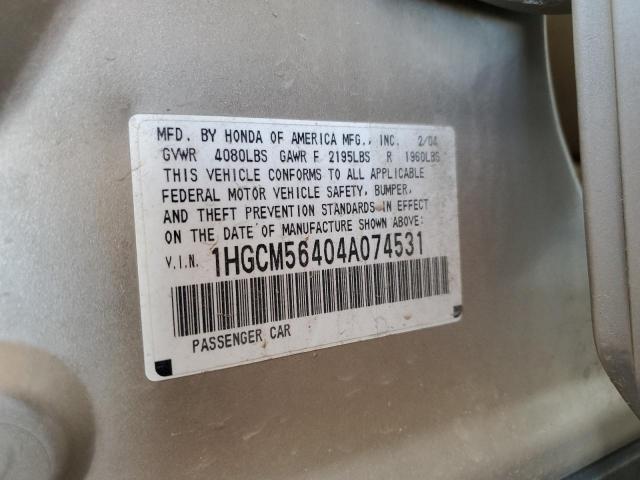 MFD. BY HONDA OF AMERICA MFG., INC. 2/04
GVWR 4080LBS GAWR F 2195LBS R 1960LBS
THIS VEHICLE CONFORMS TO ALL APPLICABLE
FEDERAL MOTOR VEHICLE SAFETY, BUMPER,
AND THEFT PREVENTION STANDARDS IN EFFECT
ON THE DATE OF MANUFACTURE SHOWN ABOVE:
V.I.N. 1HGCM56404A074531
PASSENGER CAR